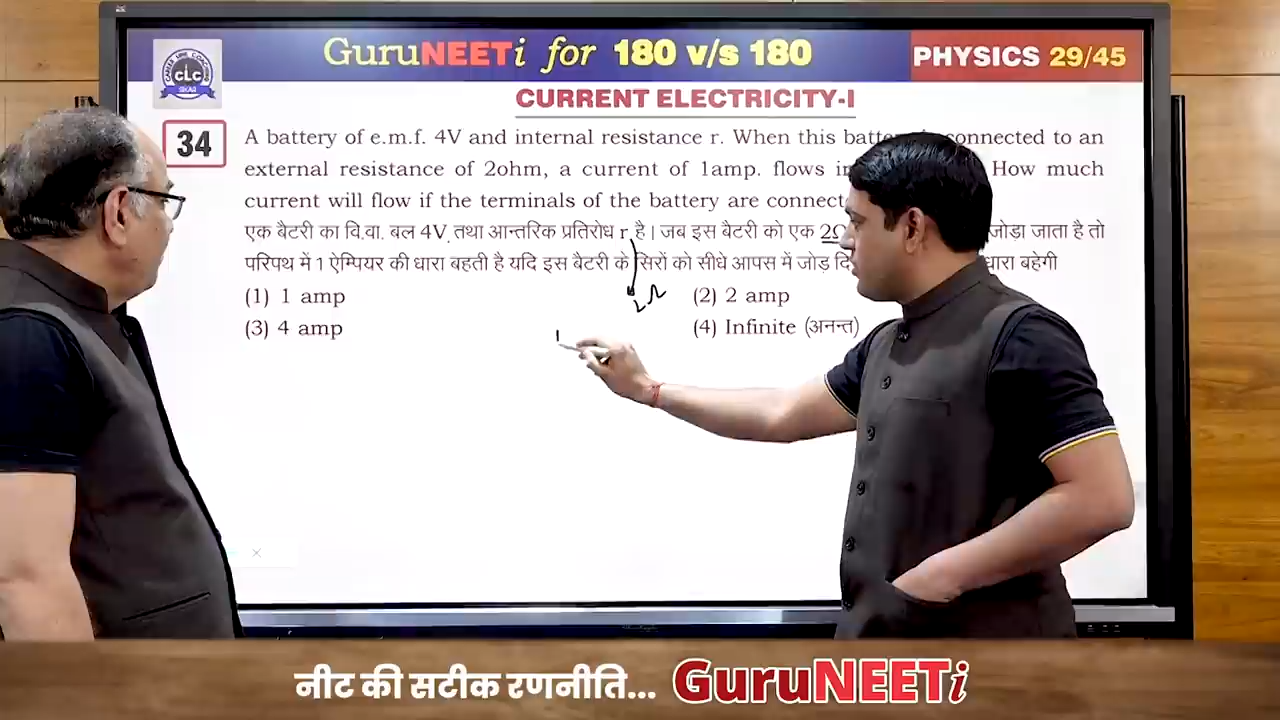 GuruNEETi for 180 v/s 180
PHYSICS 29/45
CLC
SIKAR
CURRENT ELECTRICITY-I
34
A battery of e.m.f. 4V and internal resistance r. When this connected to an
external resistance of 2ohm, a current of 1amp. flows How much
current will flow if the terminals of the battery are
एक बैटरी का वि.वा. बल 4V तथा आन्तरिक प्रतिरोध r है। जब इस बैटरी को एक जोड़ा जाता है तो
परिपथ में 1 ऐम्पियर की धारा बहती है यदि इस बैटरी के सिरों को सीधे आपस में जोड़ धारा बहेगी
2Ω
(1) 1 amp
(2) 2 amp
(3) 4 amp
(4) Infinite (अनन्त)
नीट की सटीक रणनीति... GuruNEETi